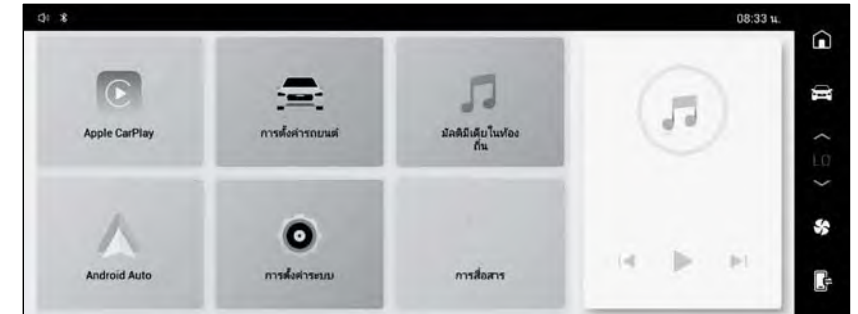 08:33 น.
Apple CarPlay
การตั้งค่ารถยนต์
มัลติมีเดียในท้อง
ถิ่น
LO
Android Auto
การตั้งค่าระบบ
การสื่อสาร